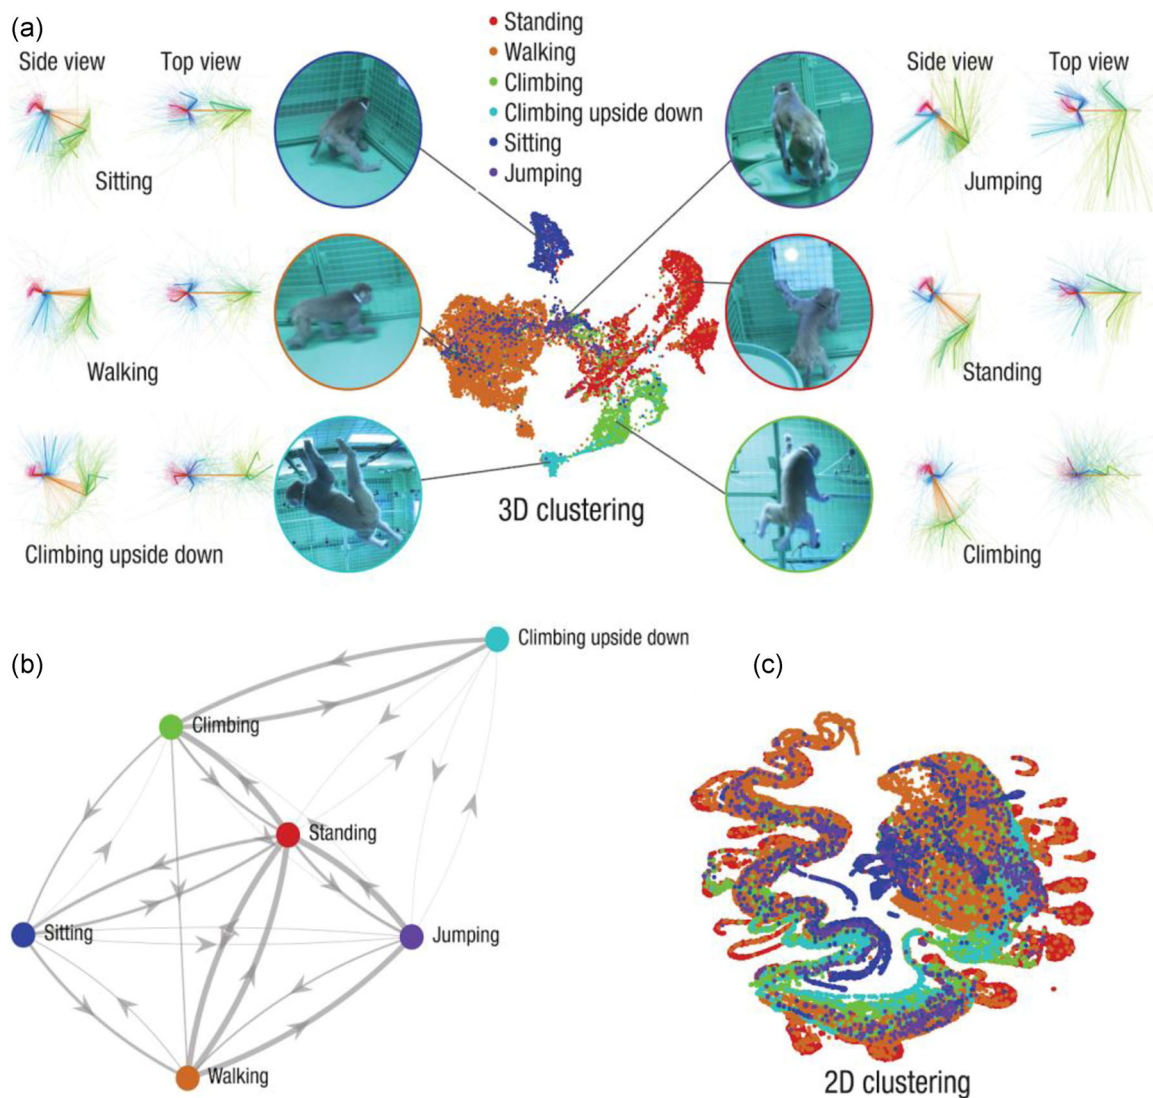 (a)
Standing
Walking
Climbing
Climbing upside down
Sitting
Jumping
Side view
Top view
Side view
Top view
Sitting
Jumping
Walking
Standing
3D clustering
Climbing upside down
Climbing
(b)
Climbing upside down
Climbing
Standing
Sitting
Jumping
Walking
(c)
2D clustering